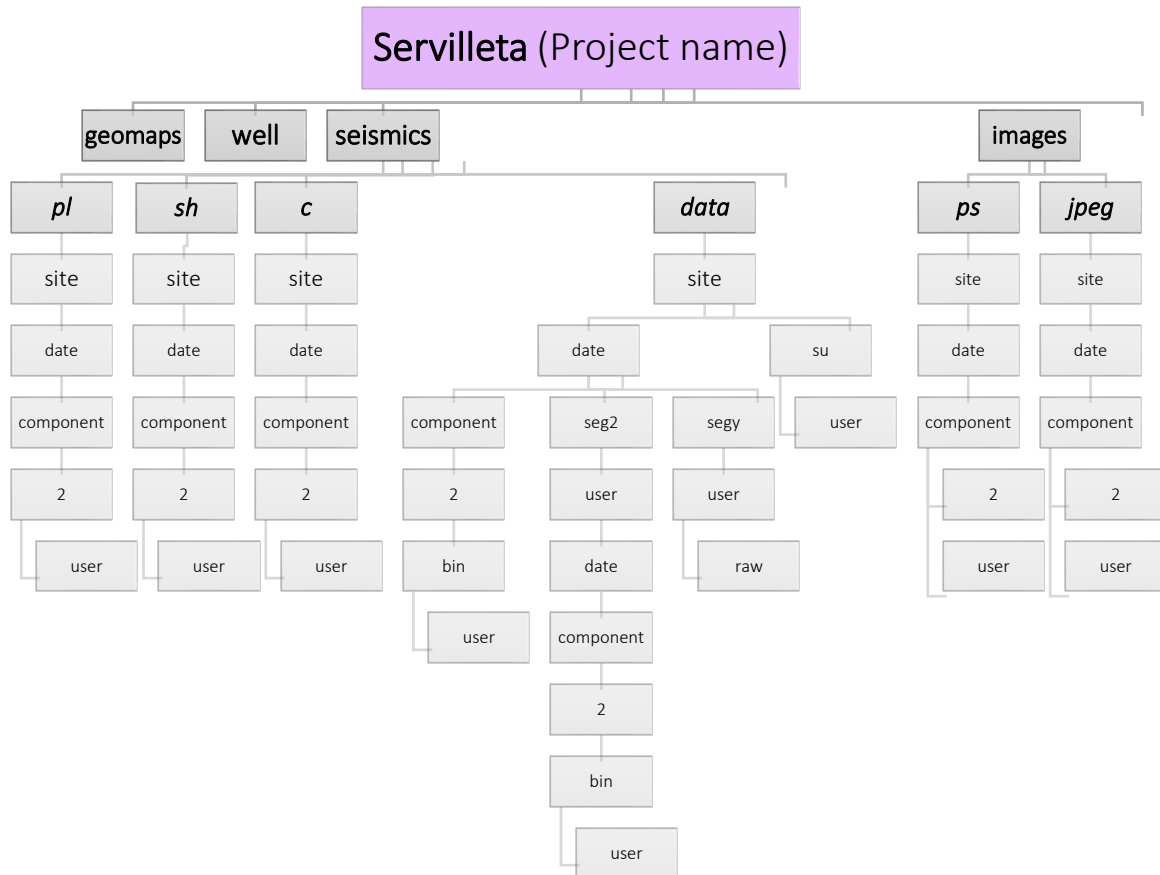 Servilleta (Project name)
geomaps well seismics images
pl sh c data ps jpeg
site site site site site site
date date date date su date date
component component component component seg2 segy user component component
2 2 2 2 user user 2 2
user user user bin date raw user user
user component
2
bin
user